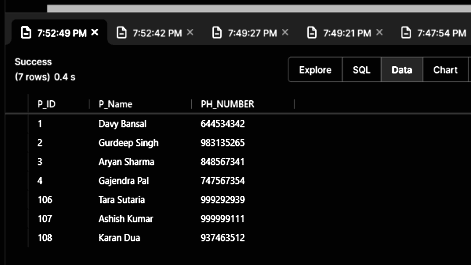 7:52:49 PM × 7:52:42 PM × 7:49:27 PM × 7:49:21 PM × 7:47:54 PM
Success
(7 rows) 0.4 s
Explore SQL Data Chart
P_ID P_Name PH_NUMBER
1 Davy Bansal 644534342
2 Gurdeep Singh 983135265
3 Aryan Sharma 848567341
4 Gajendra Pal 747567354
106 Tara Sutaria 999292939
107 Ashish Kumar 999999111
108 Karan Dua 937463512